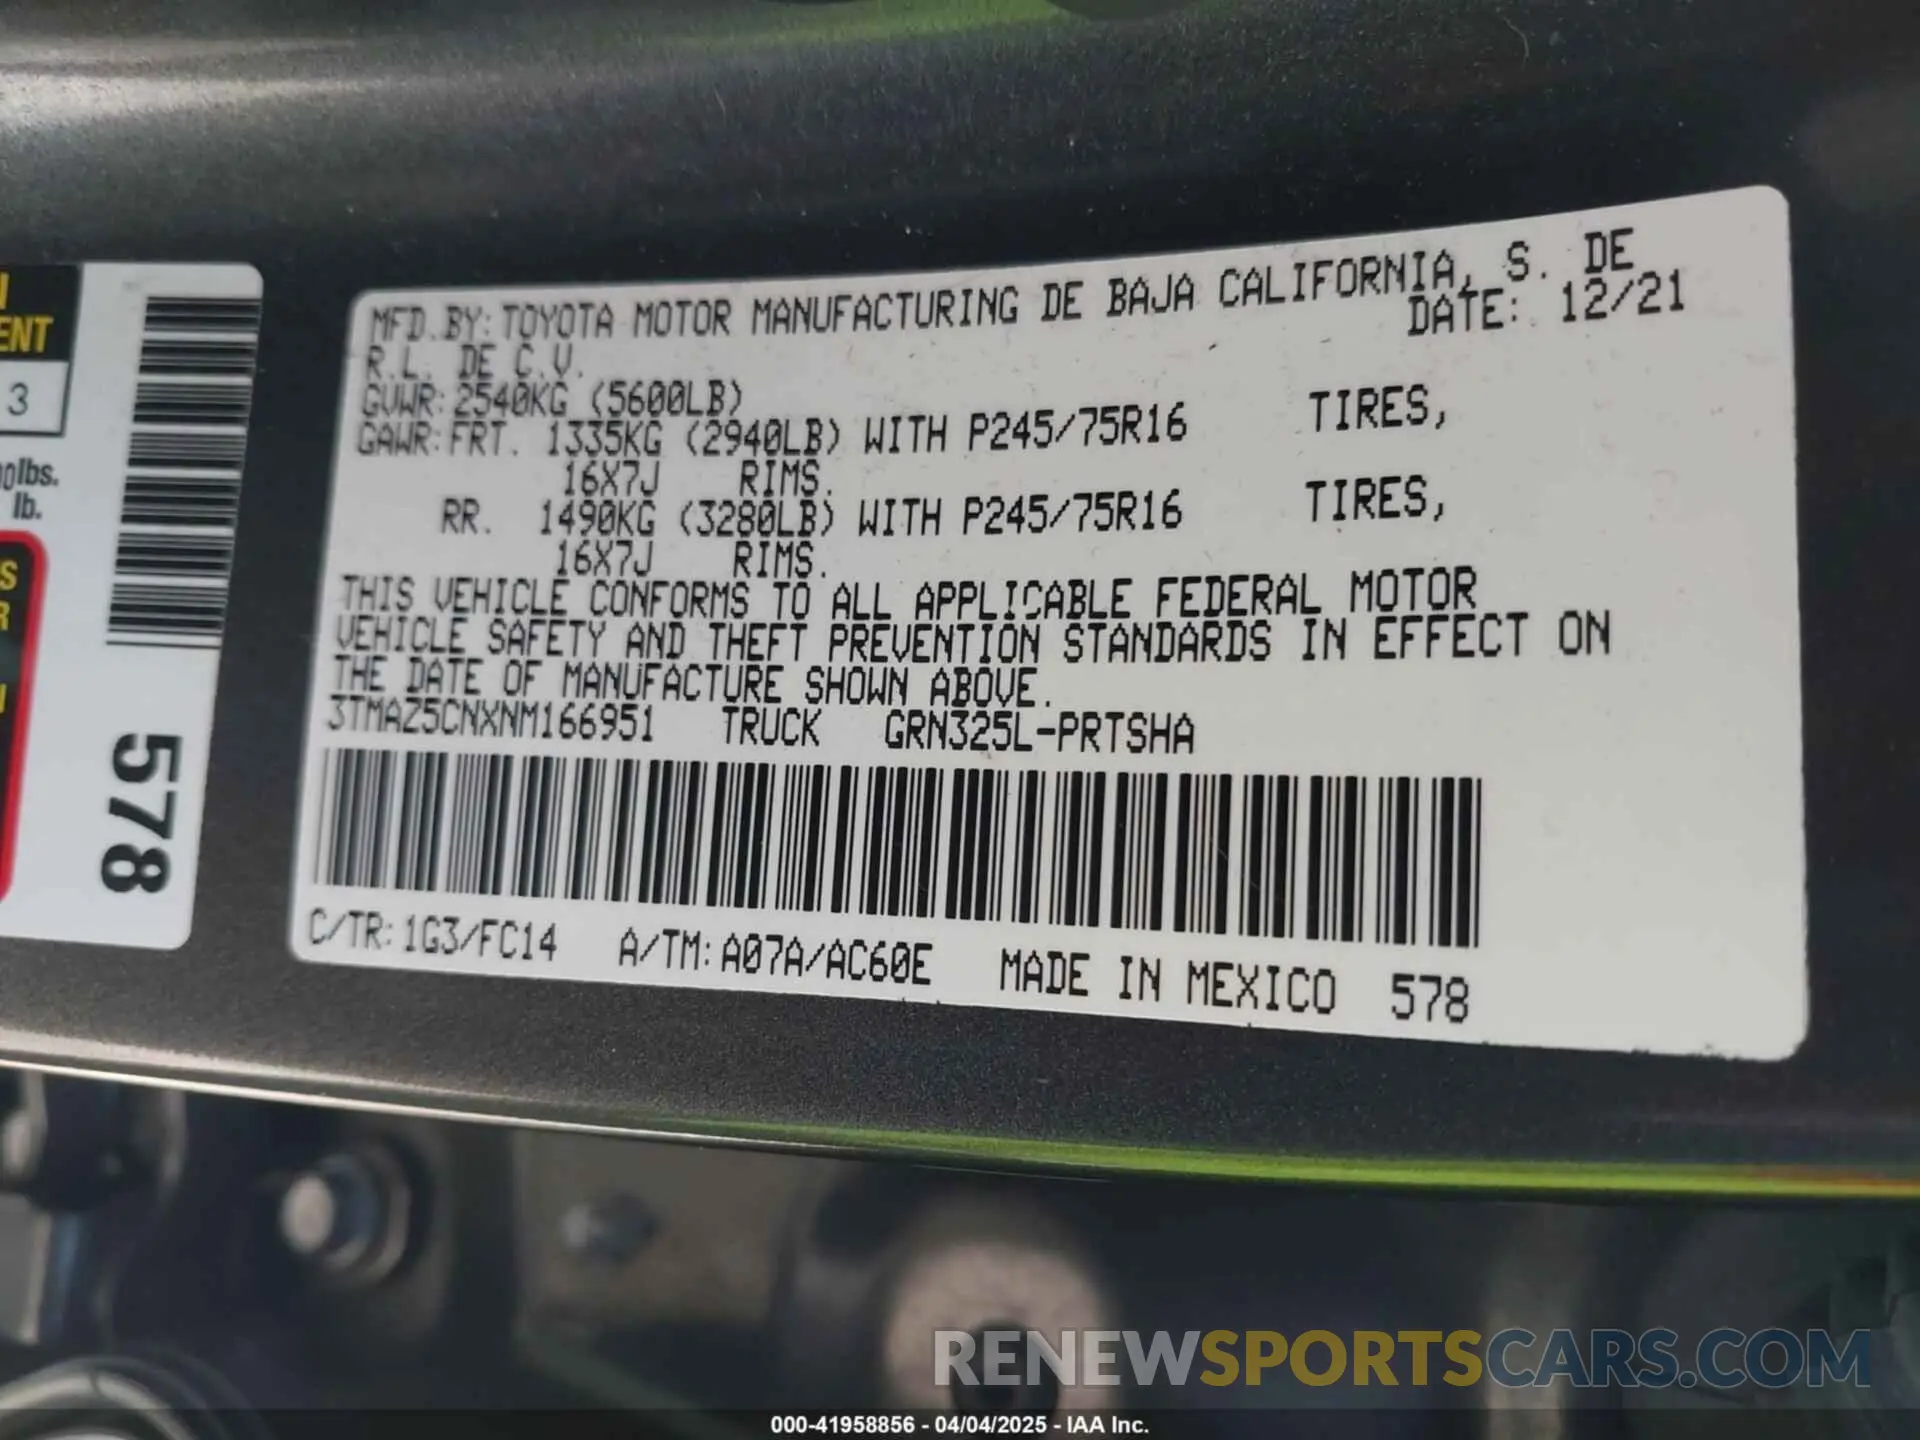 MFD.BY:TOYOTA MOTOR MANUFACTURING DE BAJA CALIFORNIA, S. DE
R.L. DE C.V. DATE: 12/21
GVWR:2540KG (5600LB)
GAWR:FRT. 1335KG (2940LB) WITH P245/75R16 TIRES,
16X7J RIMS.
RR. 1490KG (3280LB) WITH P245/75R16 TIRES,
16X7J RIMS.
THIS VEHICLE CONFORMS TO ALL APPLICABLE FEDERAL MOTOR
VEHICLE SAFETY AND THEFT PREVENTION STANDARDS IN EFFECT ON
THE DATE OF MANUFACTURE SHOWN ABOVE.
3TMAZ5CNXNM166951 TRUCK GRN325L-PRTSHA
C/TR:1G3/FC14 A/TM:A07A/AC60E MADE IN MEXICO 578
3
lbs.
lb.
578
RENEWSPORTSCARS.COM
000-41958856 - 04/04/2025 - IAA Inc.